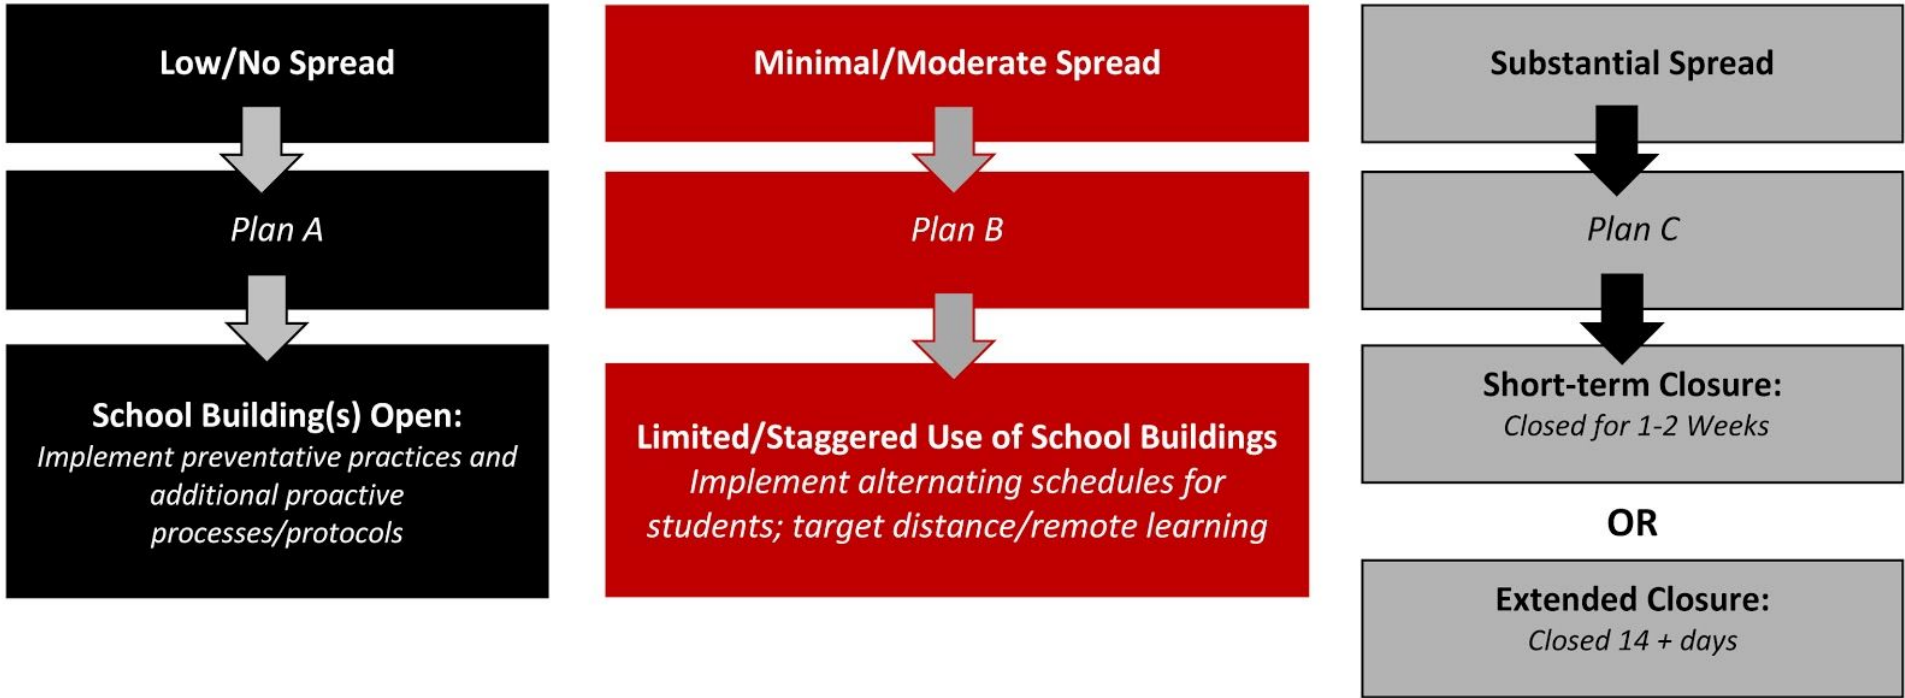 Low/No Spread
Plan A
School Building(s) Open:
Implement preventative practices and
additional proactive
processes/protocols
Minimal/Moderate Spread
Plan B
Limited/Staggered Use of School Buildings
Implement alternating schedules for
students; target distance/remote learning
Substantial Spread
Plan C
Short-term Closure:
Closed for 1-2 Weeks
OR
Extended Closure:
Closed 14 + days